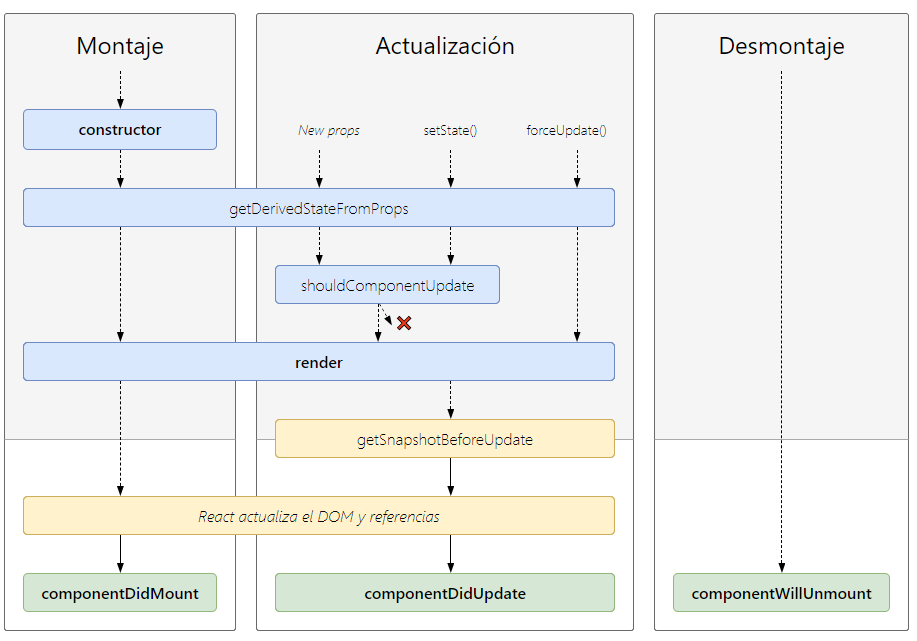 Montaje
Actualización
Desmontaje
constructor
New props
setState()
forceUpdate()
getDerivedStateFromProps
shouldComponentUpdate
render
getSnapshotBeforeUpdate
React actualiza el DOM y referencias
componentDidMount
componentDidUpdate
componentWillUnmount